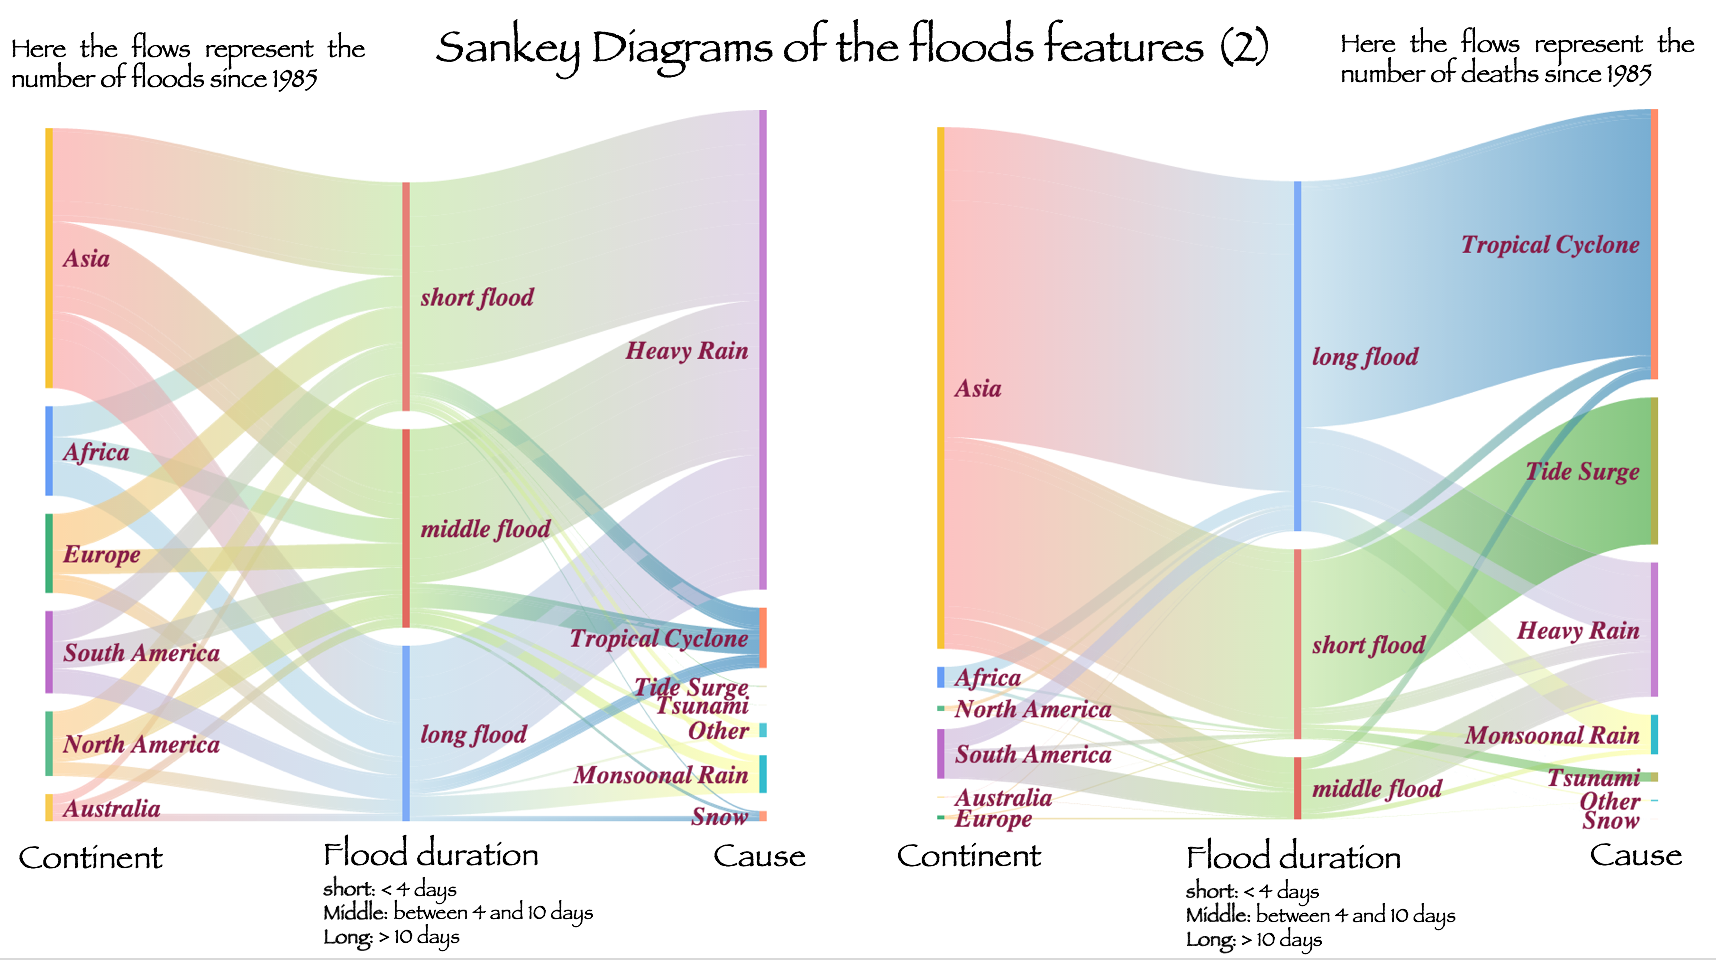 Sankey Diagrams of the floods features (2)
Here the flows represent the
number of floods since 1985
Asia
Africa
Europe
South America
North America
Australia
short flood
middle flood
long flood
Heavy Rain
Tropical Cyclone
Tide Surge
Tsunami
Other
Monsoonal Rain
Snow
Continent
Flood duration
short: < 4 days
Middle: between 4 and 10 days
Long: > 10 days
Cause
Here the flows represent the
number of deaths since 1985
Asia
Africa
North America
South America
Australia
Europe
long flood
short flood
middle flood
Tropical Cyclone
Tide Surge
Heavy Rain
Monsoonal Rain
Tsunami
Other
Snow
Continent
Flood duration
short: < 4 days
Middle: between 4 and 10 days
Long: > 10 days
Cause